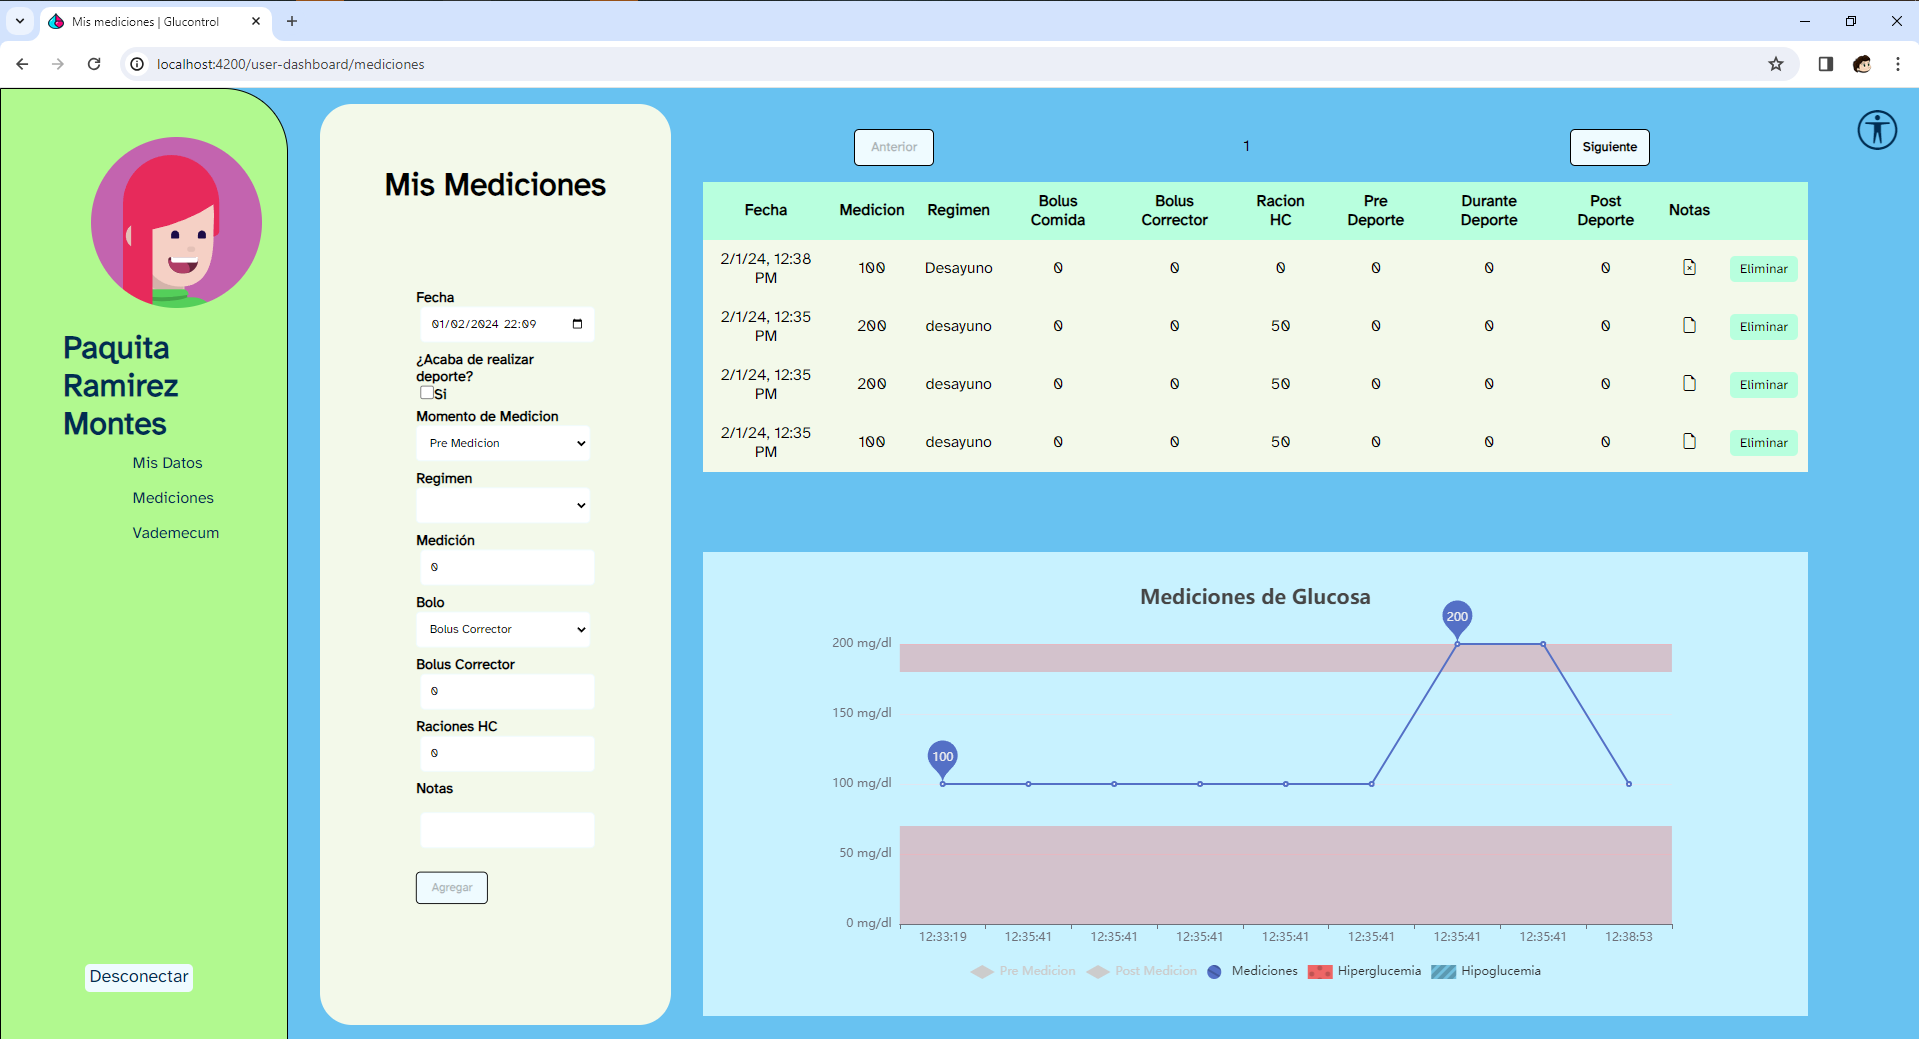 Mis mediciones | Glucontrol
localhost:4200/user-dashboard/mediciones
Paquita
Ramirez
Montes
Mis Datos
Mediciones
Vademecum
Desconectar
Mis Mediciones
Fecha
01/02/2024 22:09
¿Acaba de realizar
deporte?
Si
Momento de Medicion
Pre Medicion
Regimen
Medición
0
Bolo
Bolus Corrector
Bolus Corrector
0
Raciones HC
0
Notas
Agregar
Anterior 1 Siguiente
Fecha Medicion Regimen Bolus Comida Bolus Corrector Racion HC Pre Deporte Durante Deporte Post Deporte Notas
2/1/24, 12:38 PM 100 Desayuno 0 0 0 0 0 0 Eliminar
2/1/24, 12:35 PM 200 desayuno 0 0 50 0 0 0 Eliminar
2/1/24, 12:35 PM 200 desayuno 0 0 50 0 0 0 Eliminar
2/1/24, 12:35 PM 100 desayuno 0 0 50 0 0 0 Eliminar
Mediciones de Glucosa
200
200 mg/dl
150 mg/dl
100
100 mg/dl
50 mg/dl
0 mg/dl
12:33:19 12:35:41 12:35:41 12:35:41 12:35:41 12:35:41 12:35:41 12:35:41 12:38:53
Pre Medicion Post Medicion Mediciones Hiperglucemia Hipoglucemia